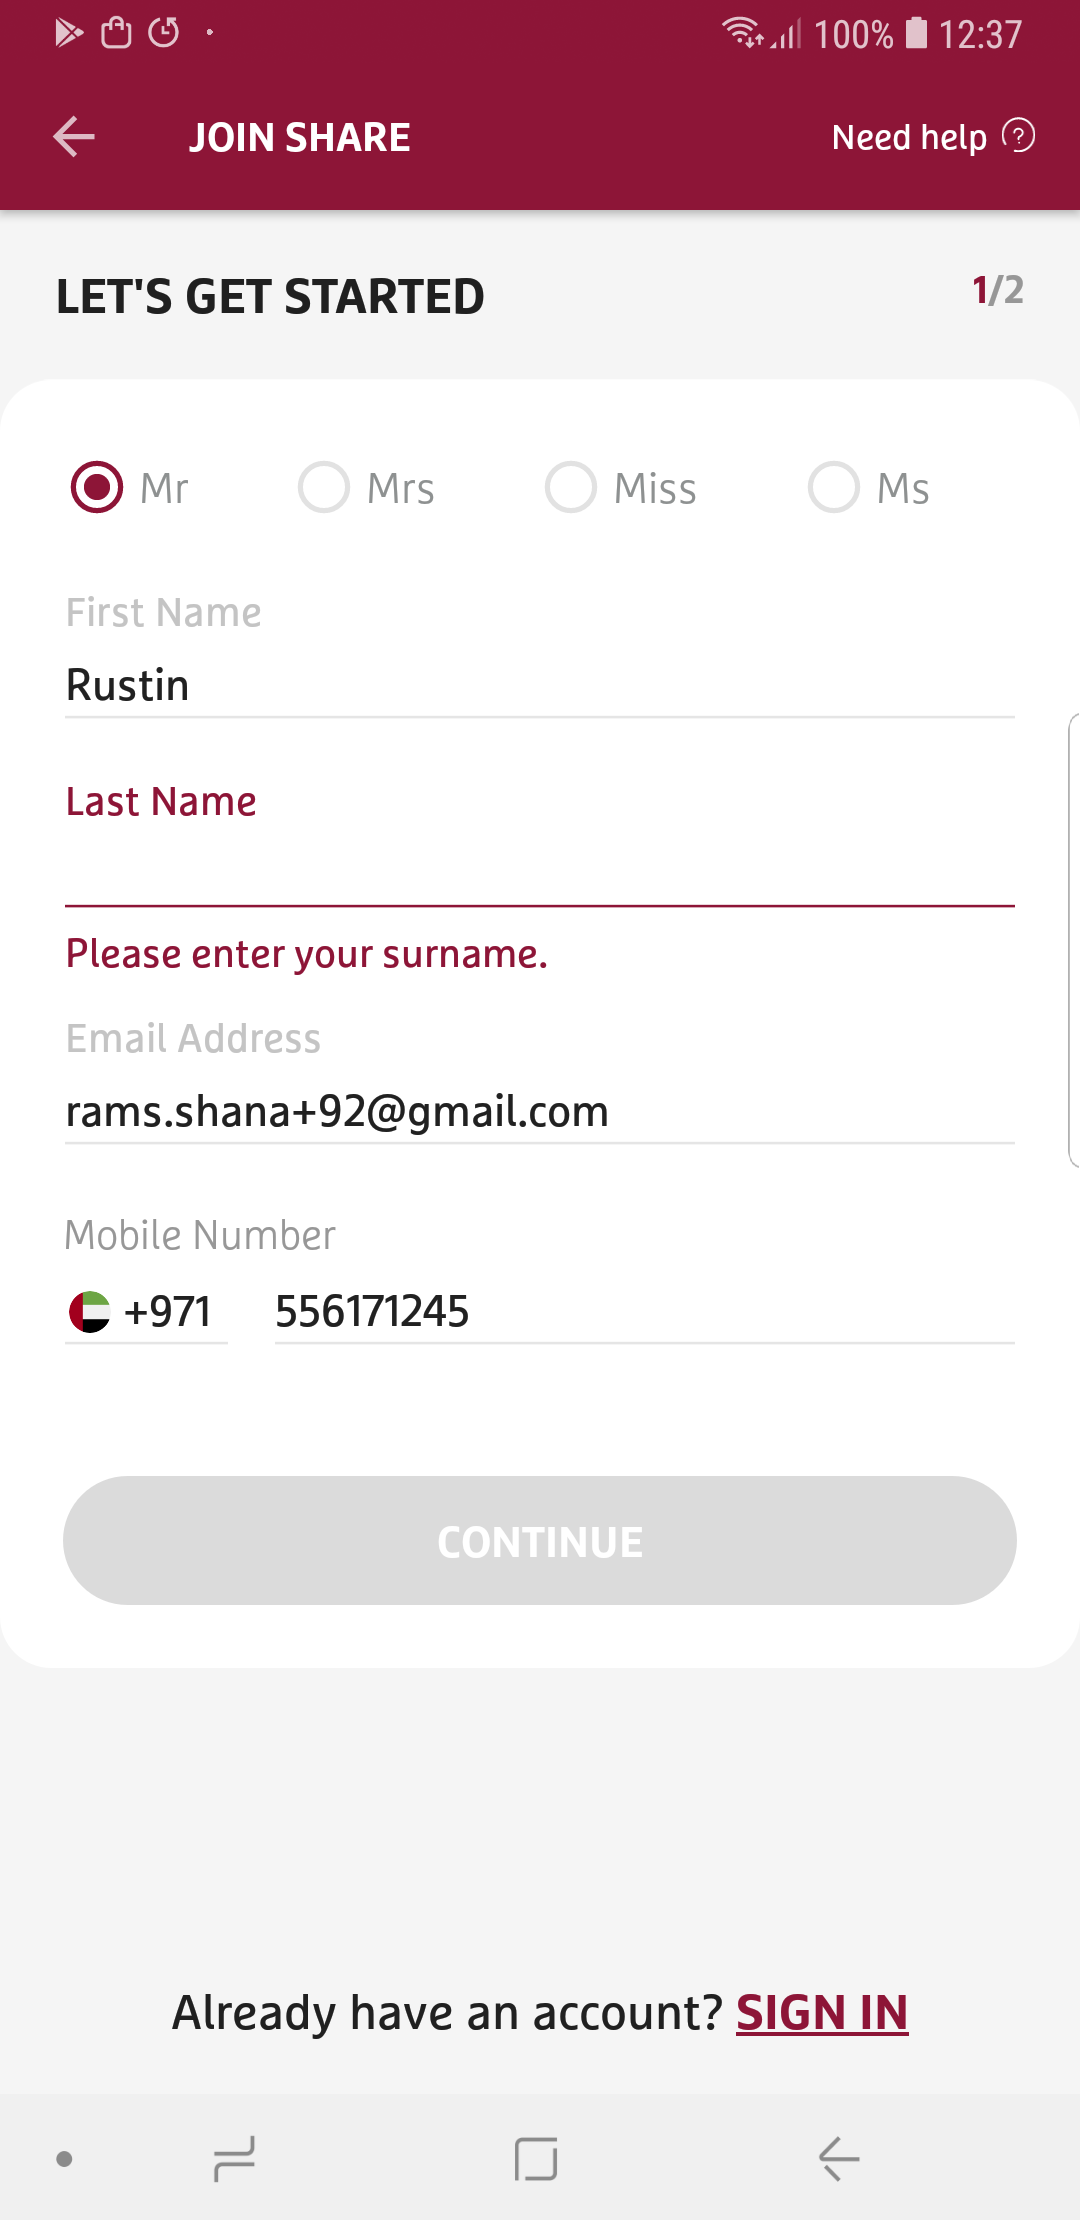 100% 12:37
JOIN SHARE Need help ?
LET'S GET STARTED 1/2
Mr Mrs Miss Ms
First Name
Rustin
Last Name
Please enter your surname.
Email Address
rams.shana+92@gmail.com
Mobile Number
+971 556171245
CONTINUE
Already have an account? SIGN IN